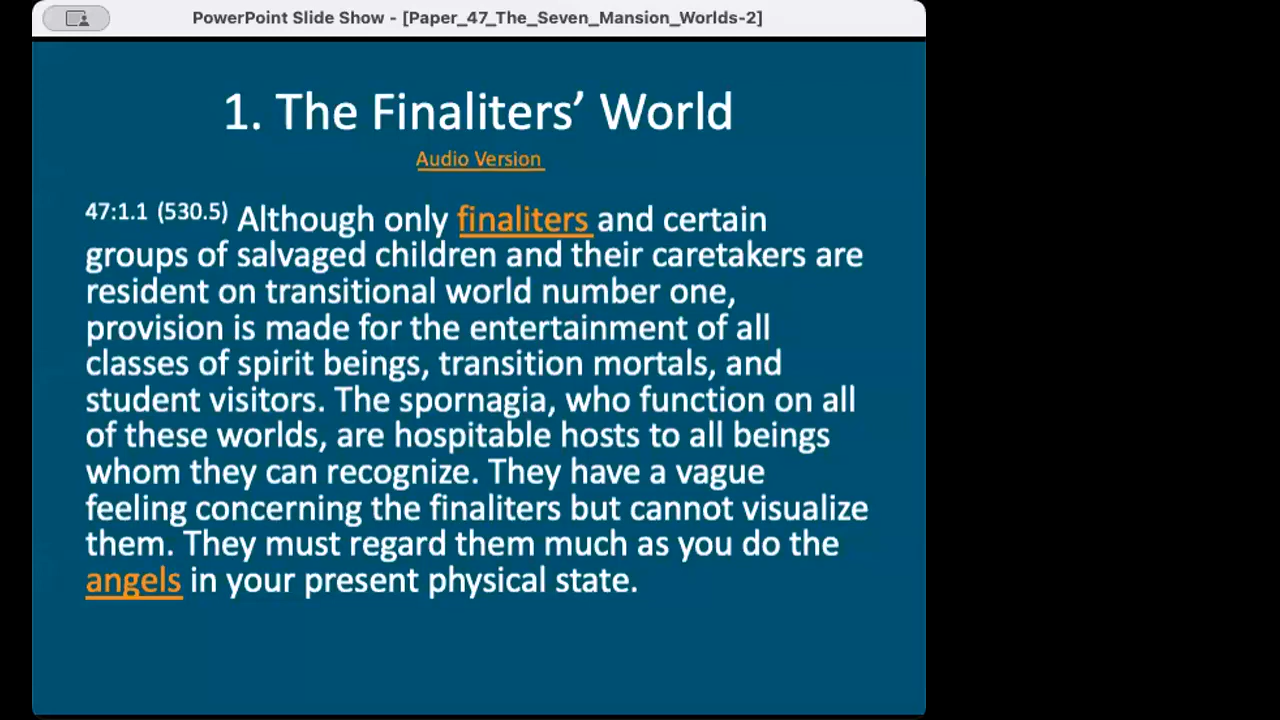 PowerPoint Slide Show - [Paper_47_The_Seven_Mansion_Worlds-2]
1. The Finaliters’ World
Audio Version
47:1.1 (530.5) Although only finaliters and certain
groups of salvaged children and their caretakers are
resident on transitional world number one,
provision is made for the entertainment of all
classes of spirit beings, transition mortals, and
student visitors. The spornagia, who function on all
of these worlds, are hospitable hosts to all beings
whom they can recognize. They have a vague
feeling concerning the finaliters but cannot visualize
them. They must regard them much as you do the
angels in your present physical state.